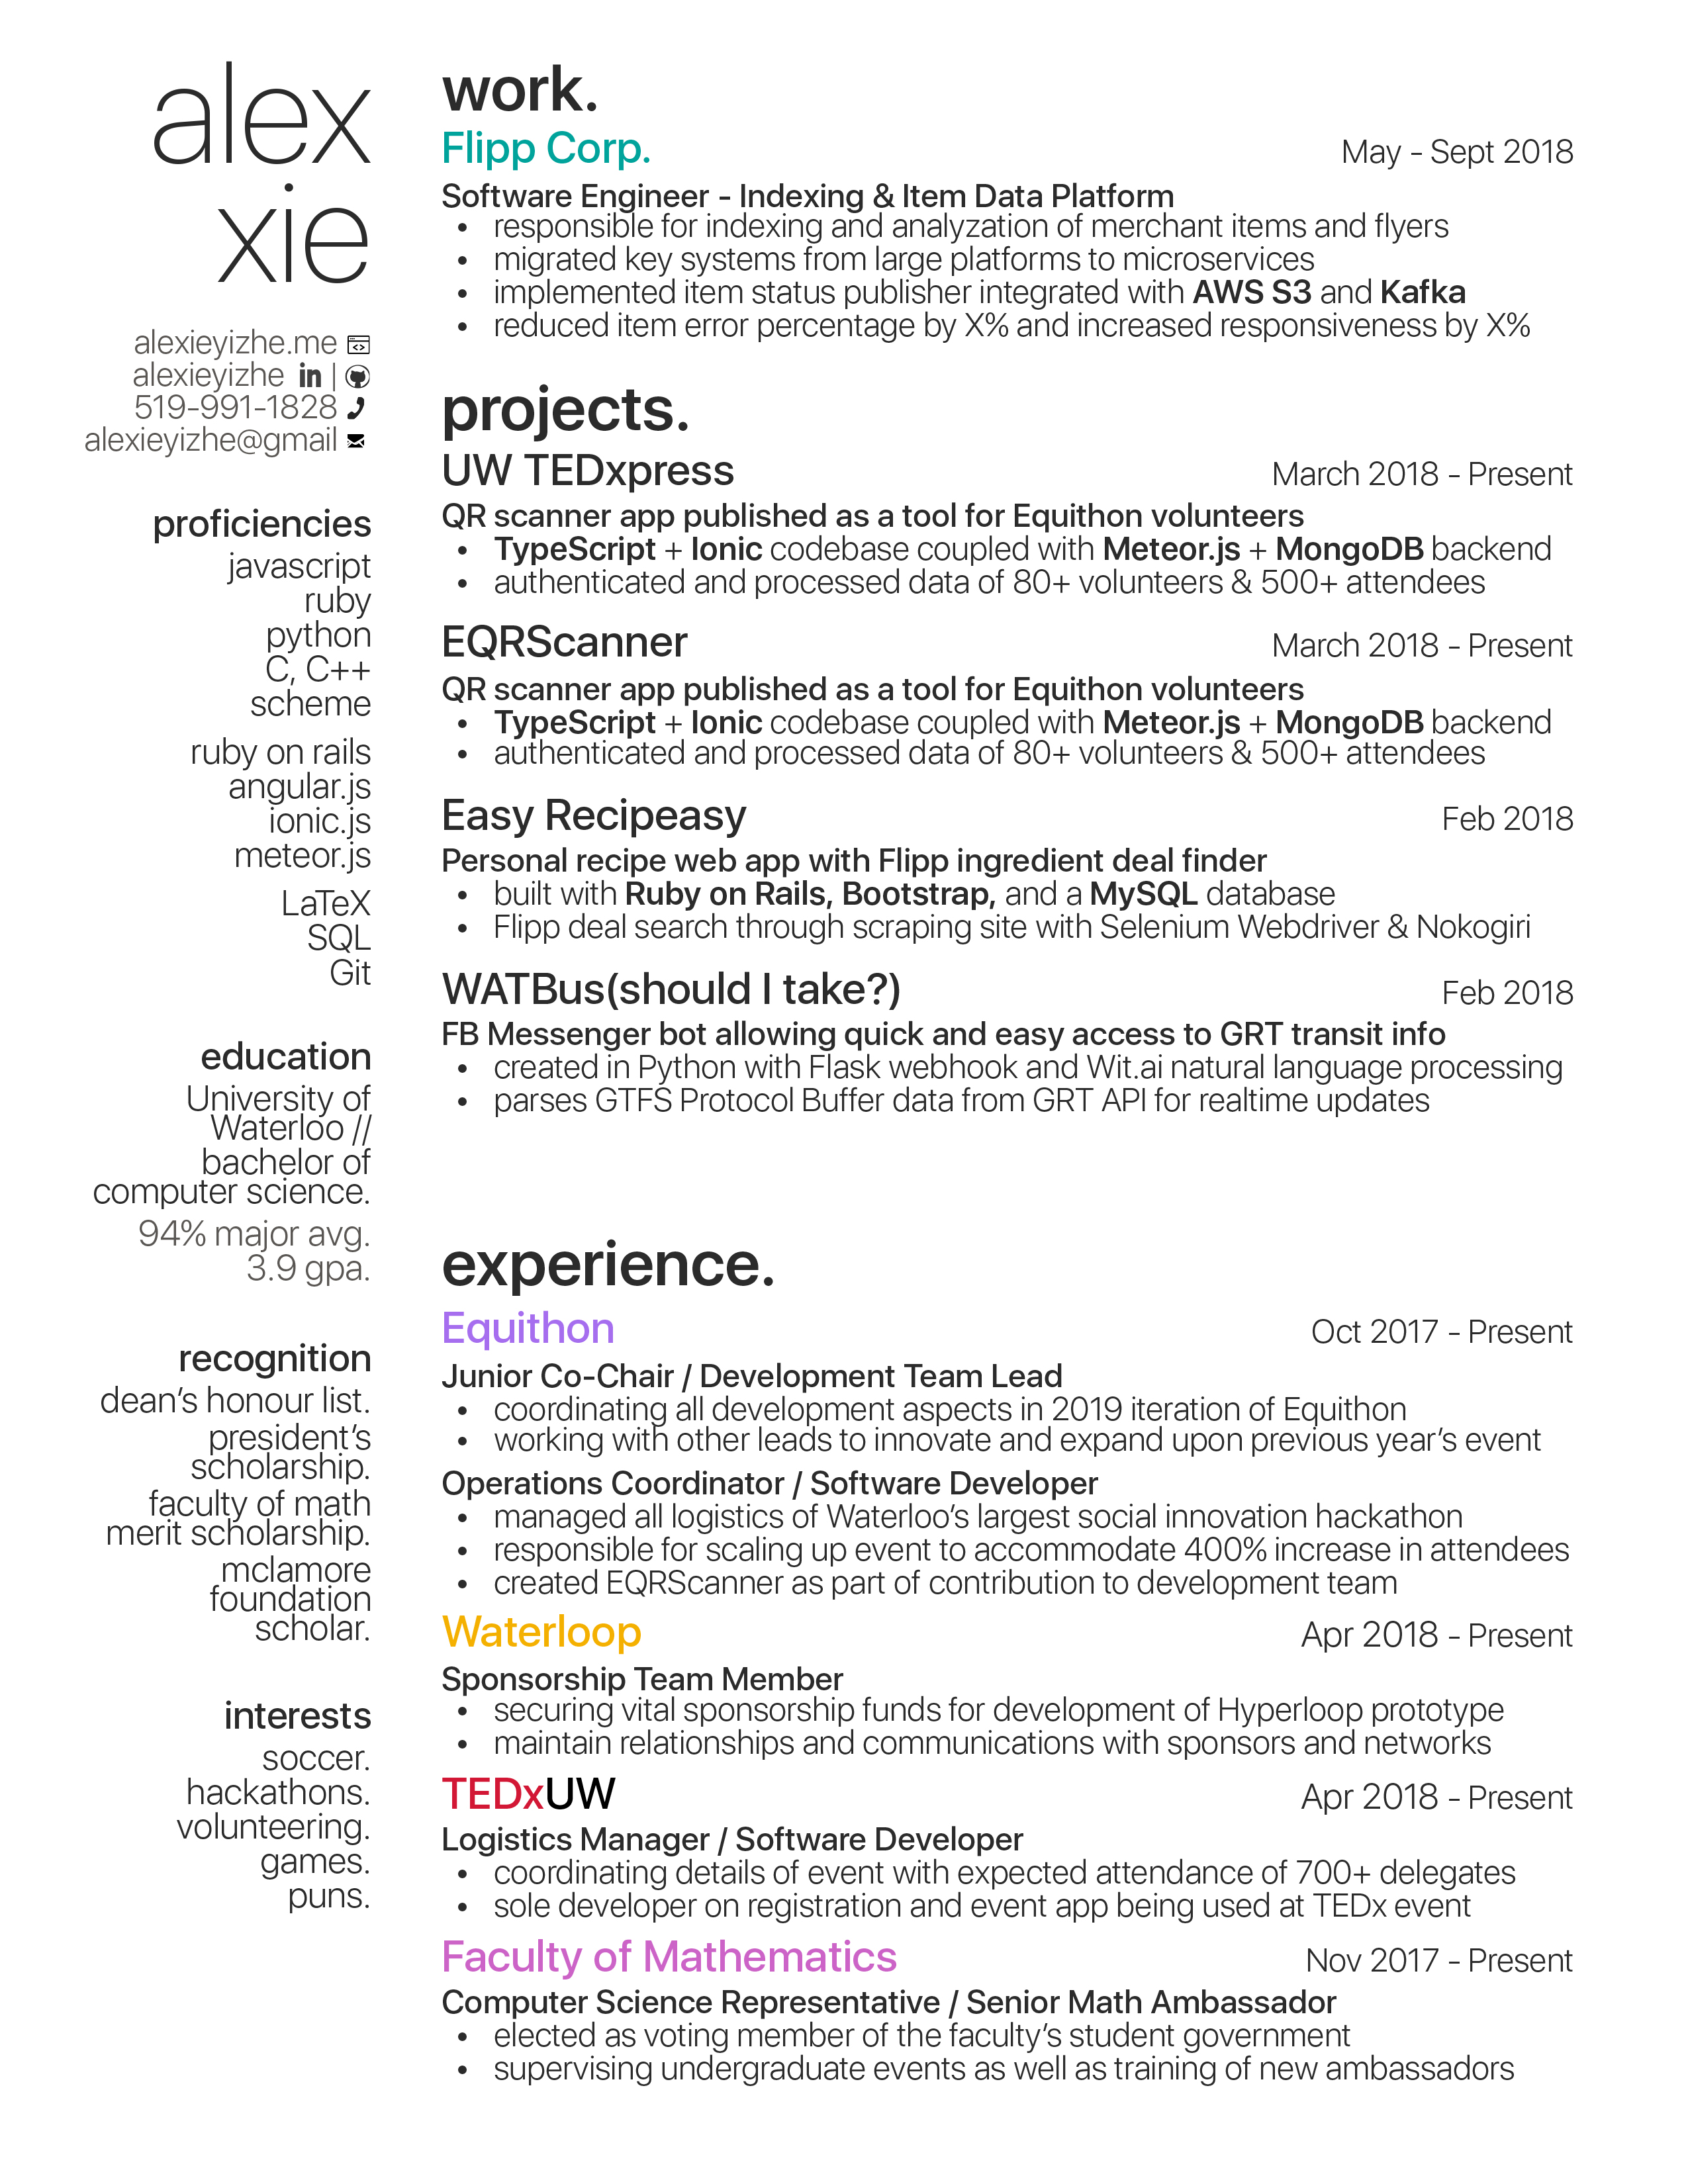 alex
xie
alexieyizhe.me
alexieyizhe in |
519-991-1828
alexieyizhe@gmail
proficiencies
javascript
ruby
python
C, C++
scheme
ruby on rails
angular.js
ionic.js
meteor.js
LaTeX
SQL
Git
education
University of
Waterloo //
bachelor of
computer science.
94% major avg.
3.9 gpa.
recognition
dean’s honour list.
president’s
scholarship.
faculty of math
merit scholarship.
mclamore
foundation
scholar.
interests
soccer.
hackathons.
volunteering.
games.
puns.
work.
Flipp Corp. May - Sept 2018
Software Engineer - Indexing & Item Data Platform
• responsible for indexing and analyzation of merchant items and flyers
• migrated key systems from large platforms to microservices
• implemented item status publisher integrated with AWS S3 and Kafka
• reduced item error percentage by X% and increased responsiveness by X%
projects.
UW TEDxpress March 2018 - Present
QR scanner app published as a tool for Equithon volunteers
• TypeScript + Ionic codebase coupled with Meteor.js + MongoDB backend
• authenticated and processed data of 80+ volunteers & 500+ attendees
EQRScanner March 2018 - Present
QR scanner app published as a tool for Equithon volunteers
• TypeScript + Ionic codebase coupled with Meteor.js + MongoDB backend
• authenticated and processed data of 80+ volunteers & 500+ attendees
Easy Recipeasy Feb 2018
Personal recipe web app with Flipp ingredient deal finder
• built with Ruby on Rails, Bootstrap, and a MySQL database
• Flipp deal search through scraping site with Selenium Webdriver & Nokogiri
WATBus(should I take?) Feb 2018
FB Messenger bot allowing quick and easy access to GRT transit info
• created in Python with Flask webhook and Wit.ai natural language processing
• parses GTFS Protocol Buffer data from GRT API for realtime updates
experience.
Equithon Oct 2017 - Present
Junior Co-Chair / Development Team Lead
• coordinating all development aspects in 2019 iteration of Equithon
• working with other leads to innovate and expand upon previous year’s event
Operations Coordinator / Software Developer
• managed all logistics of Waterloo’s largest social innovation hackathon
• responsible for scaling up event to accommodate 400% increase in attendees
• created EQRScanner as part of contribution to development team
Waterloop Apr 2018 - Present
Sponsorship Team Member
• securing vital sponsorship funds for development of Hyperloop prototype
• maintain relationships and communications with sponsors and networks
TEDxUW Apr 2018 - Present
Logistics Manager / Software Developer
• coordinating details of event with expected attendance of 700+ delegates
• sole developer on registration and event app being used at TEDx event
Faculty of Mathematics Nov 2017 - Present
Computer Science Representative / Senior Math Ambassador
• elected as voting member of the faculty’s student government
• supervising undergraduate events as well as training of new ambassadors